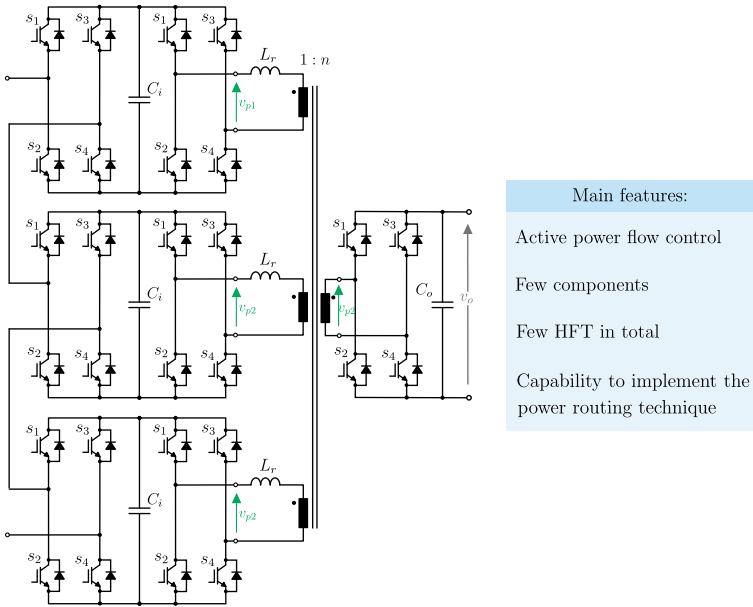 s₁ s₃ s₁ s₃
Lᵣ 1 : n
Cᵢ vₚ₁
s₂ s₄ s₂ s₄
s₁ s₃ s₁ s₃
Lᵣ
Cᵢ vₚ₂
s₂ s₄ s₂ s₄
s₁ s₃ s₁ s₃
Lᵣ
Cᵢ vₚ₂
s₂ s₄ s₂ s₄
s₁ s₃
vₚ₂ Cₒ vₒ
s₂ s₄
Main features:
Active power flow control
Few components
Few HFT in total
Capability to implement the
power routing technique